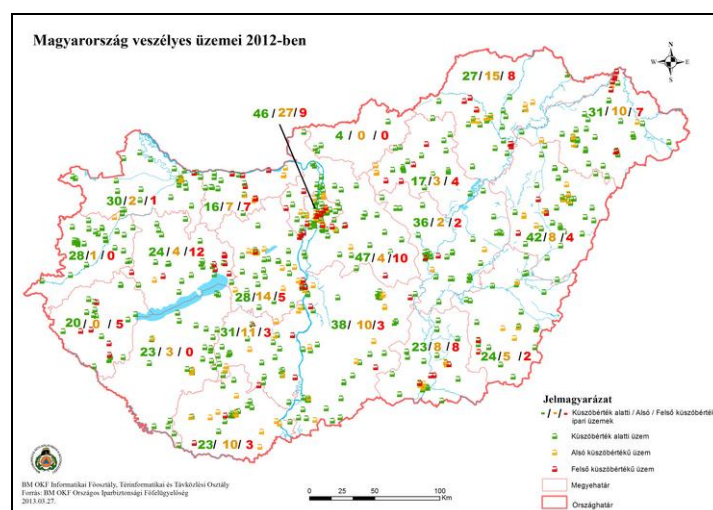 Magyarország veszélyes üzemei 2012-ben
N
W E
S
27/ 15/ 8
46 / 27/ 9
31/ 10/ 7
4 / 0 / 0
17/ 3 / 4
30/ 2 / 1
16/ 7 / 7
36 / 2 / 2
42/ 8 / 4
28/ 1 / 0
24/ 4 / 12
47/ 4 / 10
28/ 14/ 5
20/ 0 / 5
31/ 11/ 3
38/ 10/ 3
23/ 3 / 0
23/ 8 / 8
24/ 5 / 2
23/ 10/ 3
Jelmagyarázat
- / - / - Küszöbérték alatti / Alsó / Felső küszöbérték
ipari üzemek
Küszöbérték alatti üzem
Alsó küszöbértékű üzem
Felső küszöbértékű üzem
Megyehatár
Országhatár
BM OKF Informatikai Főosztály, Térinformatikai és Távközlési Osztály
Forrás: BM OKF Országos Iparbiztonsági Főfelügyelőség
2013.03.27.
0 25 50 100
Km